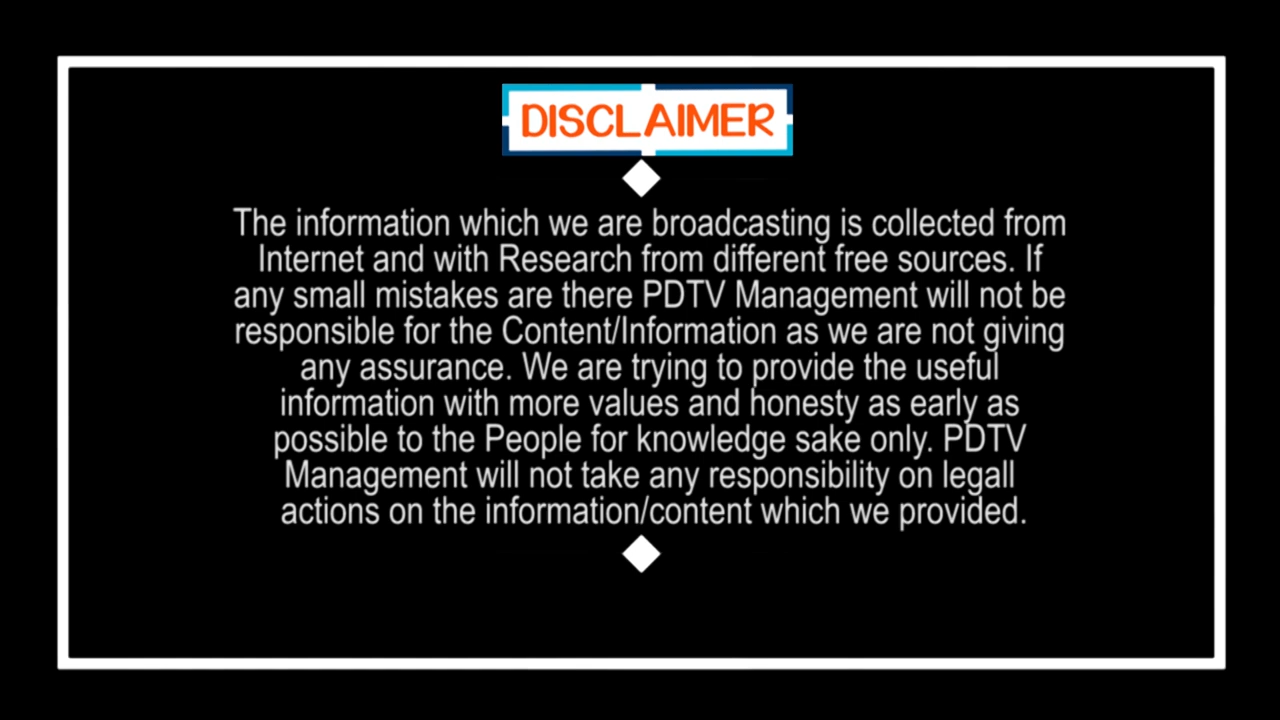 DISCLAIMER
The information which we are broadcasting is collected from
Internet and with Research from different free sources. If
any small mistakes are there PDTV Management will not be
responsible for the Content/Information as we are not giving
any assurance. We are trying to provide the useful
information with more values and honesty as early as
possible to the People for knowledge sake only. PDTV
Management will not take any responsibility on legall
actions on the information/content which we provided.